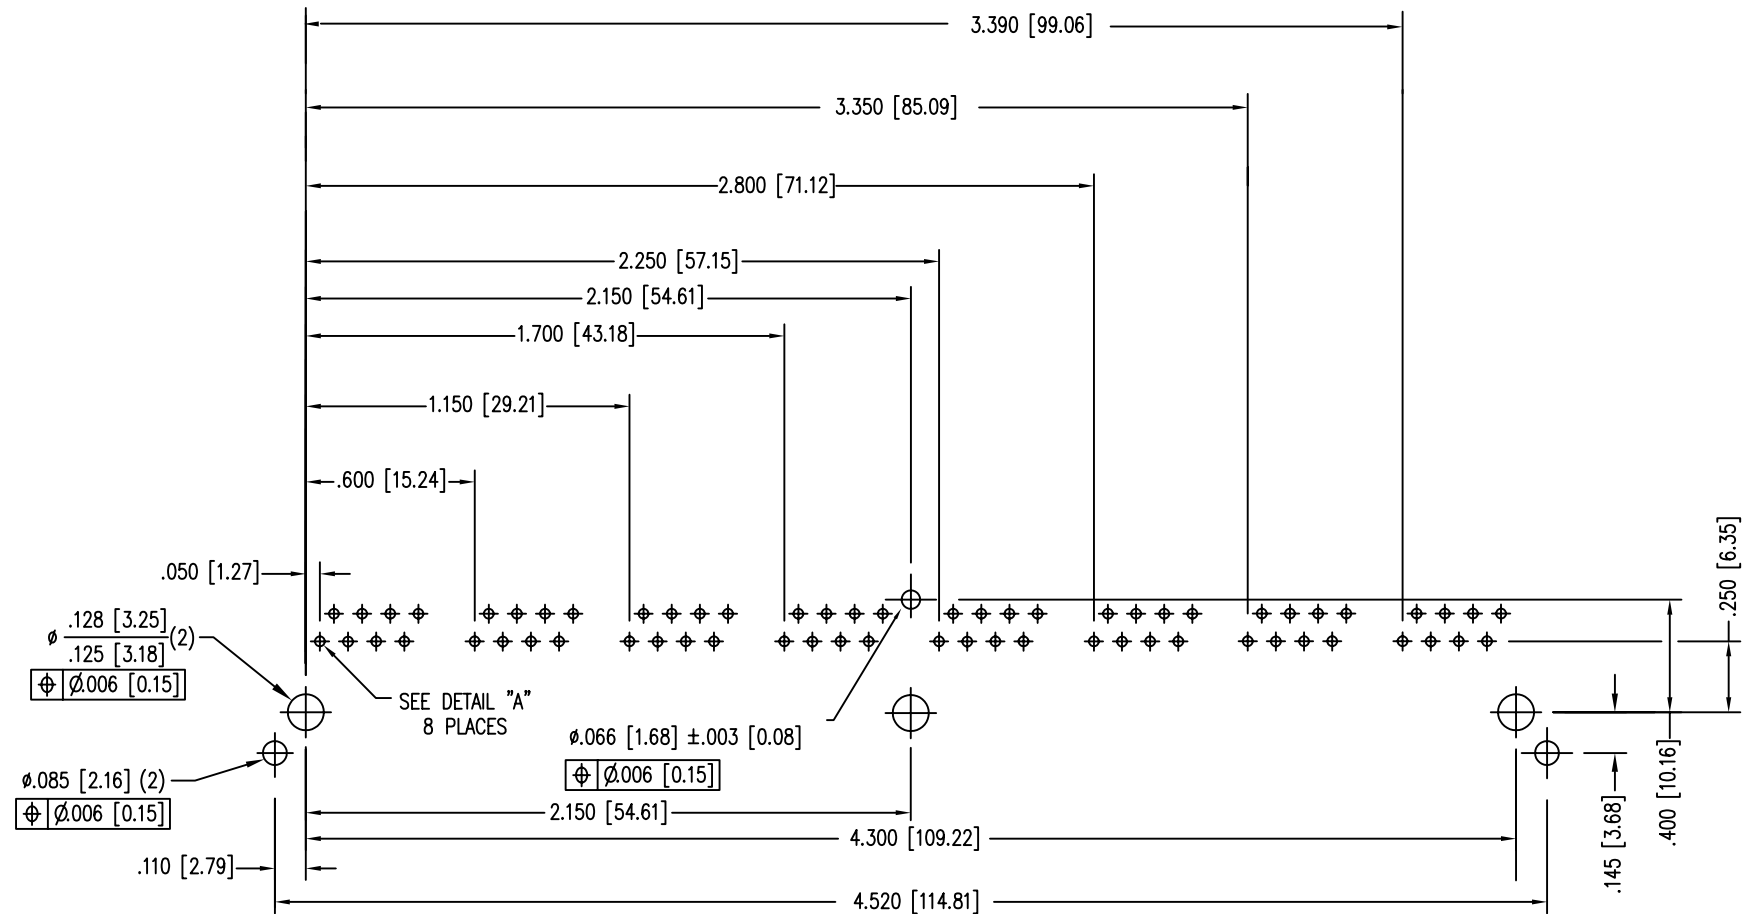 3.390 [99.06]
3.350 [85.09]
2.800 [71.12]
2.250 [57.15]
2.150 [54.61]
1.700 [43.18]
1.150 [29.21]
.600 [15.24]
.050 [1.27]
.250 [6.35]
ø .128 [3.25] (2)
.125 [3.18]
⌖ Ø.006 [0.15]
SEE DETAIL "A"
8 PLACES
ø.066 [1.68] ±.003 [0.08]
⌖ Ø.006 [0.15]
ø.085 [2.16] (2)
⌖ Ø.006 [0.15]
2.150 [54.61]
4.300 [109.22]
.400 [10.16]
.145 [3.68]
.110 [2.79]
4.520 [114.81]